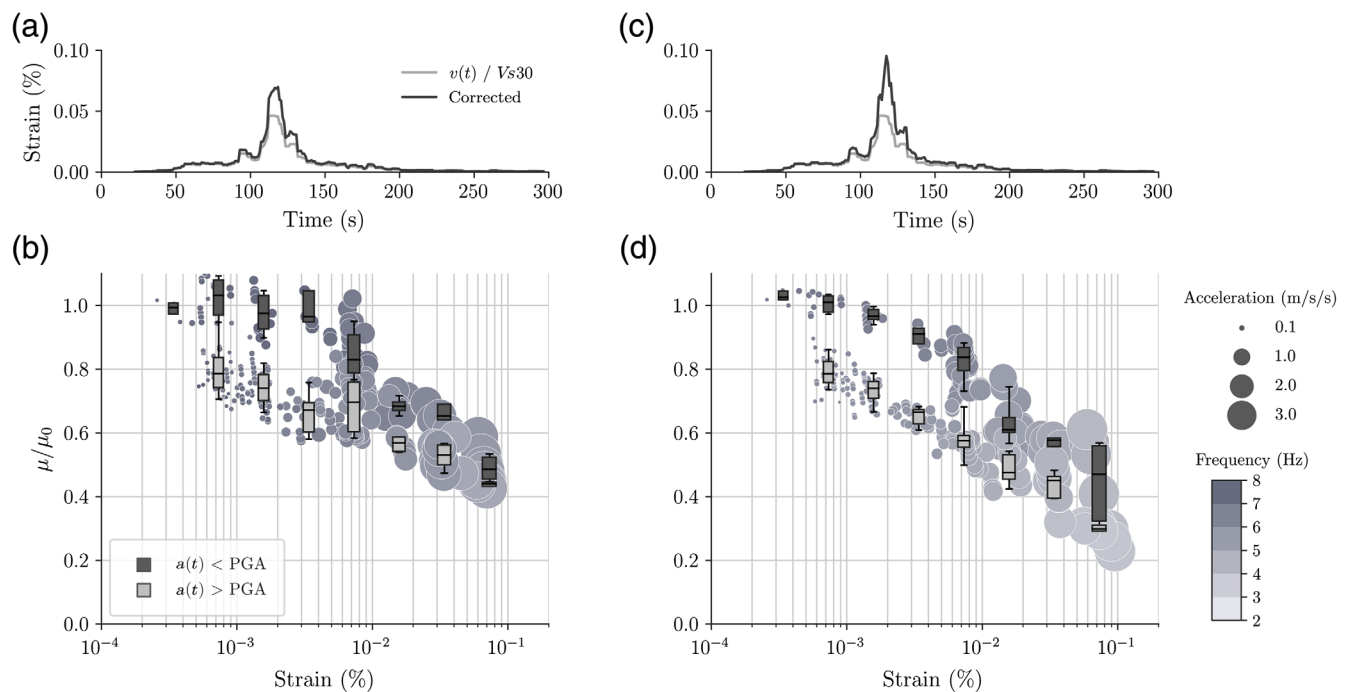 (a)
0.10
0.05
0.00
Strain (%)
v(t) / Vs30
Corrected
0 50 100 150 200 250 300
Time (s)
(c)
0.10
0.05
0.00
0 50 100 150 200 250 300
Time (s)
(b)
1.0
0.8
0.6
0.4
0.2
0.0
μ/μ₀
a(t) < PGA
a(t) > PGA
10⁻⁴ 10⁻³ 10⁻² 10⁻¹
Strain (%)
(d)
1.0
0.8
0.6
0.4
0.2
0.0
10⁻⁴ 10⁻³ 10⁻² 10⁻¹
Strain (%)
Acceleration (m/s/s)
0.1
1.0
2.0
3.0
Frequency (Hz)
8
7
6
5
4
3
2